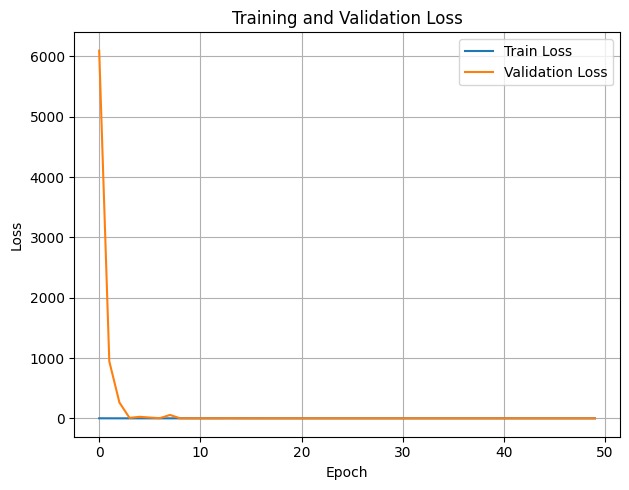 Training and Validation Loss
Train Loss
Validation Loss
6000
5000
4000
3000
2000
1000
0
Loss
0 10 20 30 40 50
Epoch